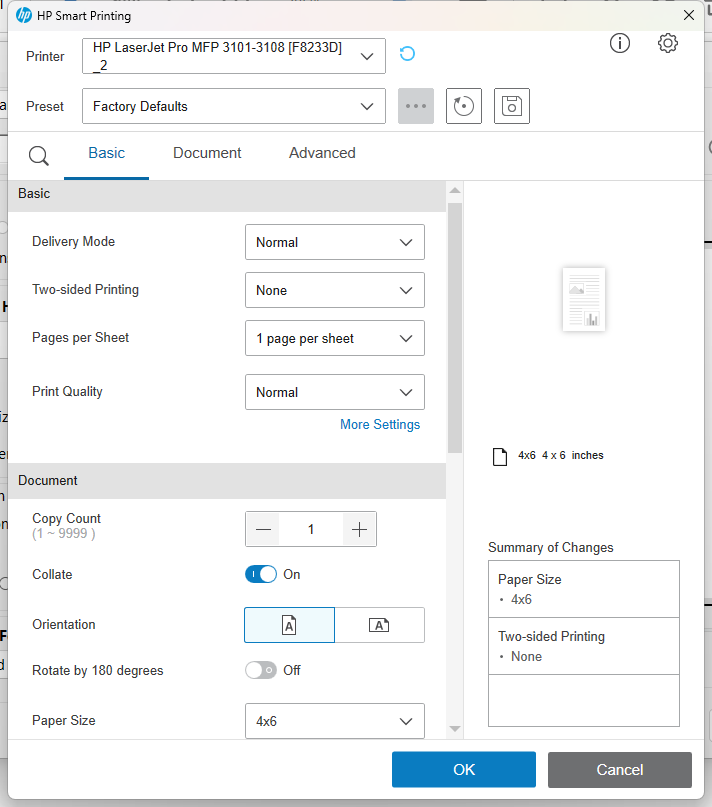 HP Smart Printing
Printer
HP LaserJet Pro MFP 3101-3108 [F8233D]
_2
Preset
Factory Defaults
Basic
Document
Advanced
Basic
Delivery Mode
Normal
Two-sided Printing
None
Pages per Sheet
1 page per sheet
Print Quality
Normal
More Settings
Document
Copy Count
(1 ~ 9999 )
1
Collate
On
Orientation
A
A
Rotate by 180 degrees
Off
Paper Size
4x6
4x6 4 x 6 inches
Summary of Changes
Paper Size
• 4x6
Two-sided Printing
• None
OK
Cancel